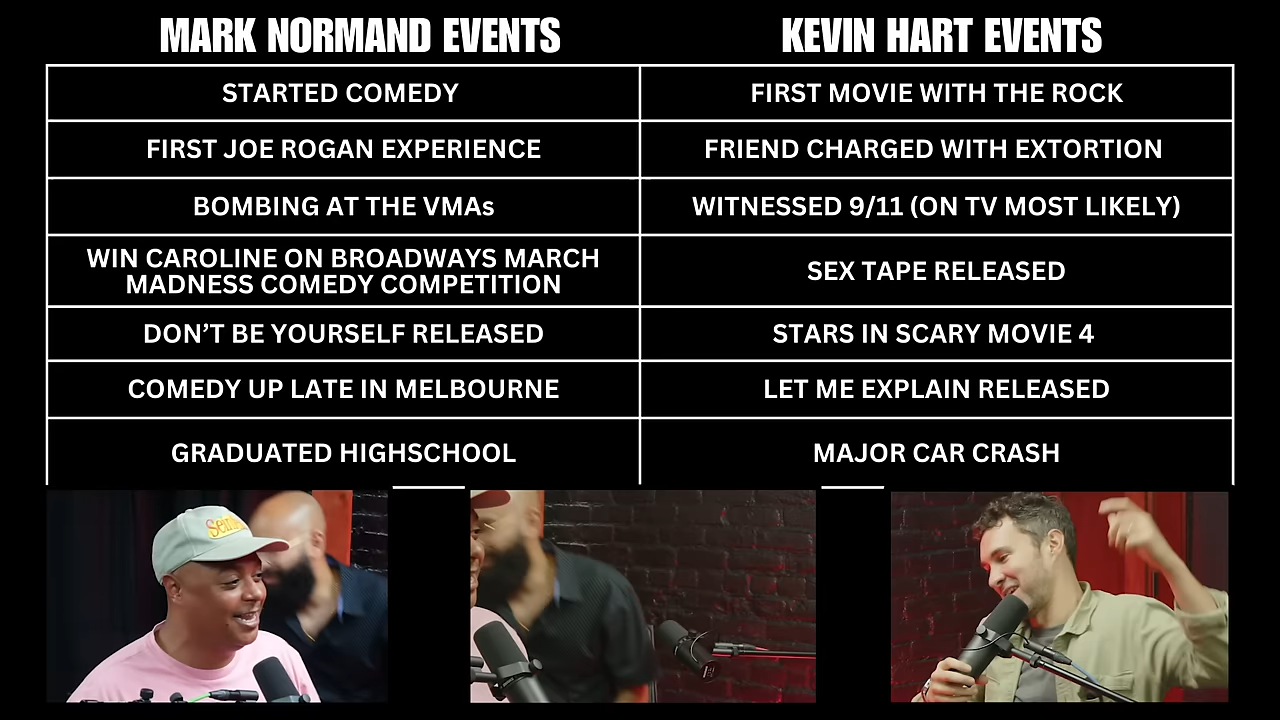 MARK NORMAND EVENTS
KEVIN HART EVENTS
STARTED COMEDY
FIRST MOVIE WITH THE ROCK
FIRST JOE ROGAN EXPERIENCE
FRIEND CHARGED WITH EXTORTION
BOMBING AT THE VMAs
WITNESSED 9/11 (ON TV MOST LIKELY)
WIN CAROLINE ON BROADWAYS MARCH
MADNESS COMEDY COMPETITION
SEX TAPE RELEASED
DON'T BE YOURSELF RELEASED
STARS IN SCARY MOVIE 4
COMEDY UP LATE IN MELBOURNE
LET ME EXPLAIN RELEASED
GRADUATED HIGHSCHOOL
MAJOR CAR CRASH